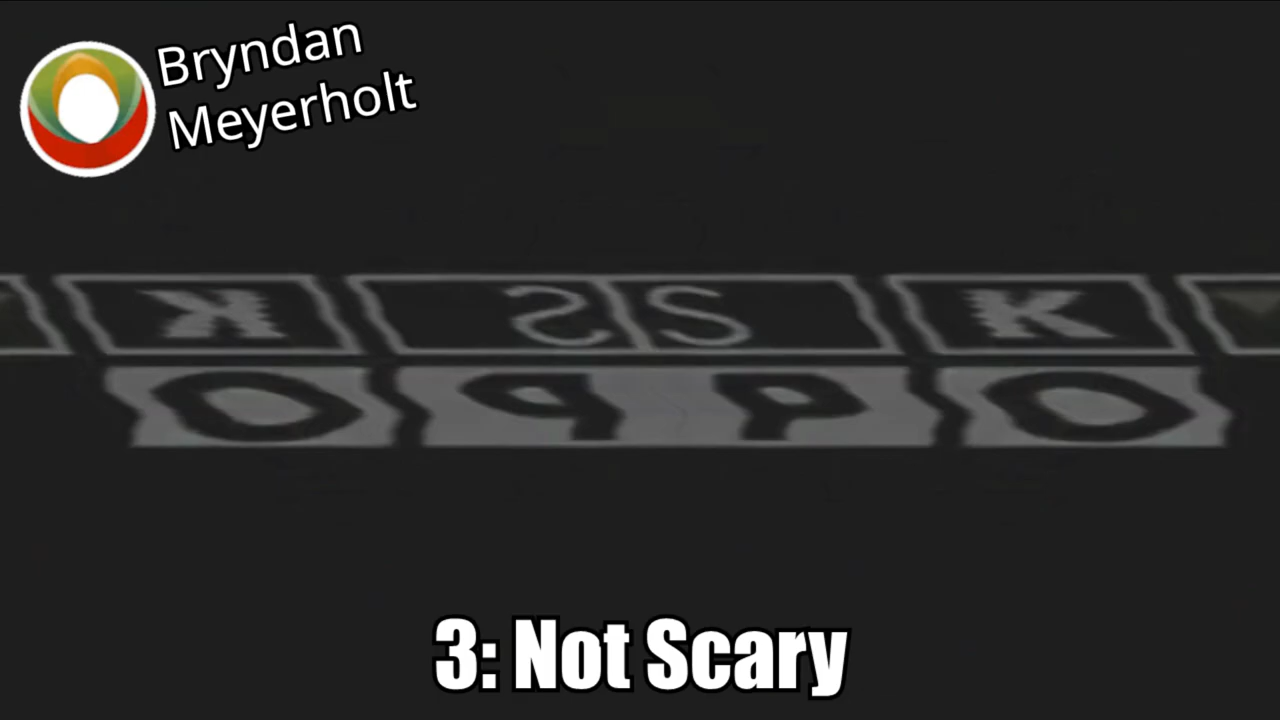 Bryndan
Meyerholt
K S S K
O P P O
3: Not Scary